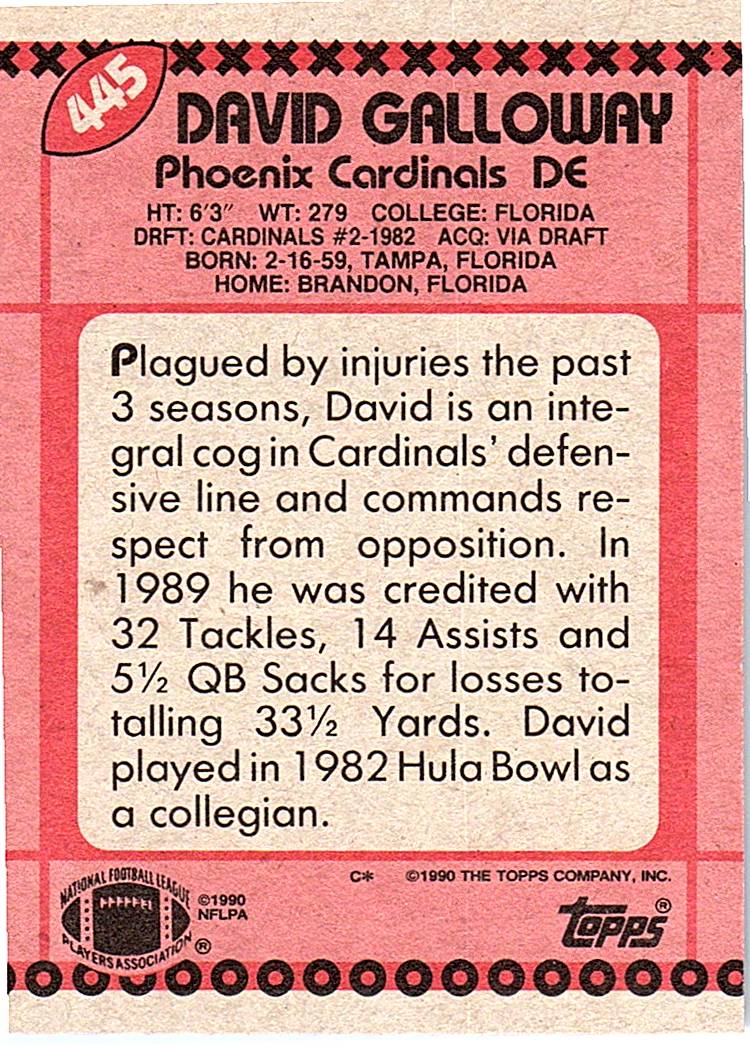 445
DAVID GALLOWAY
Phoenix Cardinals DE
HT: 6'3" WT: 279 COLLEGE: FLORIDA
DRFT: CARDINALS #2-1982 ACQ: VIA DRAFT
BORN: 2-16-59, TAMPA, FLORIDA
HOME: BRANDON, FLORIDA
Plagued by injuries the past
3 seasons, David is an inte-
gral cog in Cardinals' defen-
sive line and commands re-
spect from opposition. In
1989 he was credited with
32 Tackles, 14 Assists and
5½ QB Sacks for losses to-
talling 33½ Yards. David
played in 1982 Hula Bowl as
a collegian.
C* ©1990 THE TOPPS COMPANY, INC.
NATIONAL FOOTBALL LEAGUE
PLAYERS ASSOCIATION ®
©1990
NFLPA
topps ®